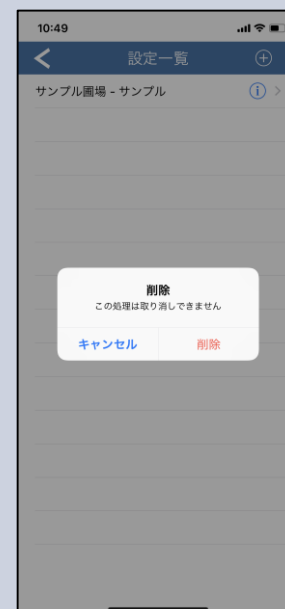 10:49
設定一覧
サンプル圃場 - サンプル
削除
この処理は取り消しできません
キャンセル 削除